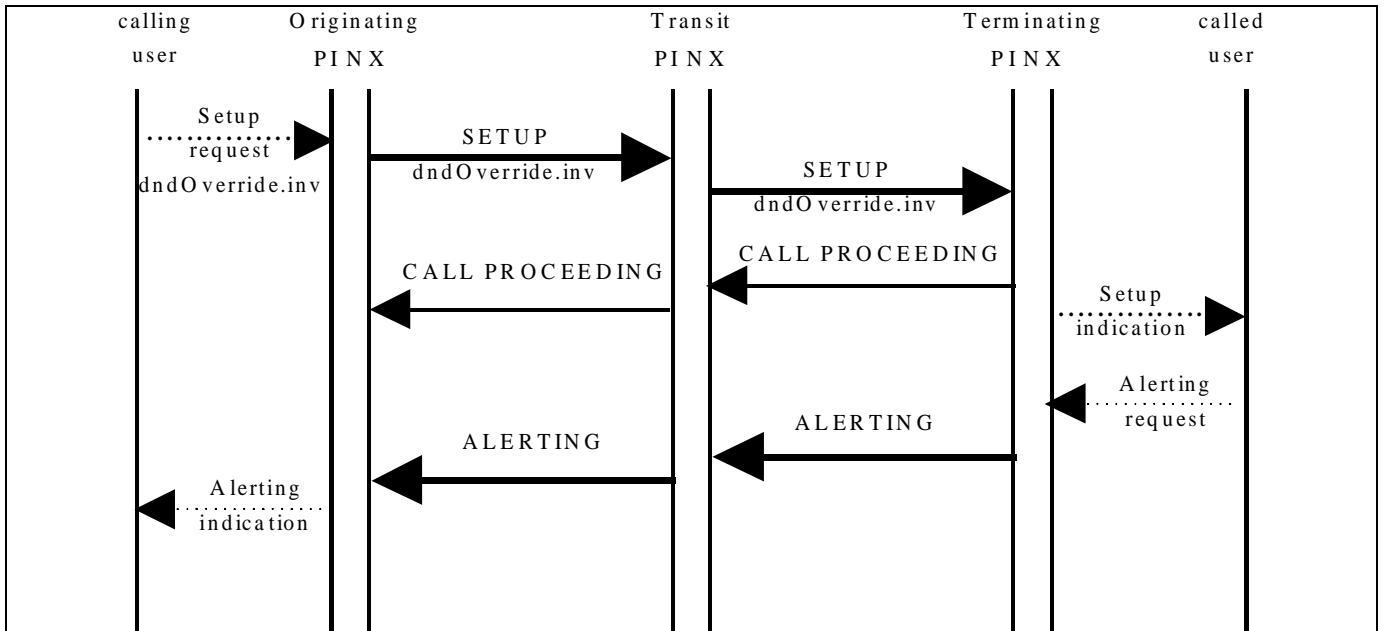 calling Originating Transit Terminating called
user PINX PINX PINX user
Setup
request
dndOverride.inv
SETUP
dndOverride.inv
SETUP
dndOverride.inv
CALL PROCEEDING
CALL PROCEEDING
Setup
indication
Alerting
request
ALERTING
ALERTING
Alerting
indication